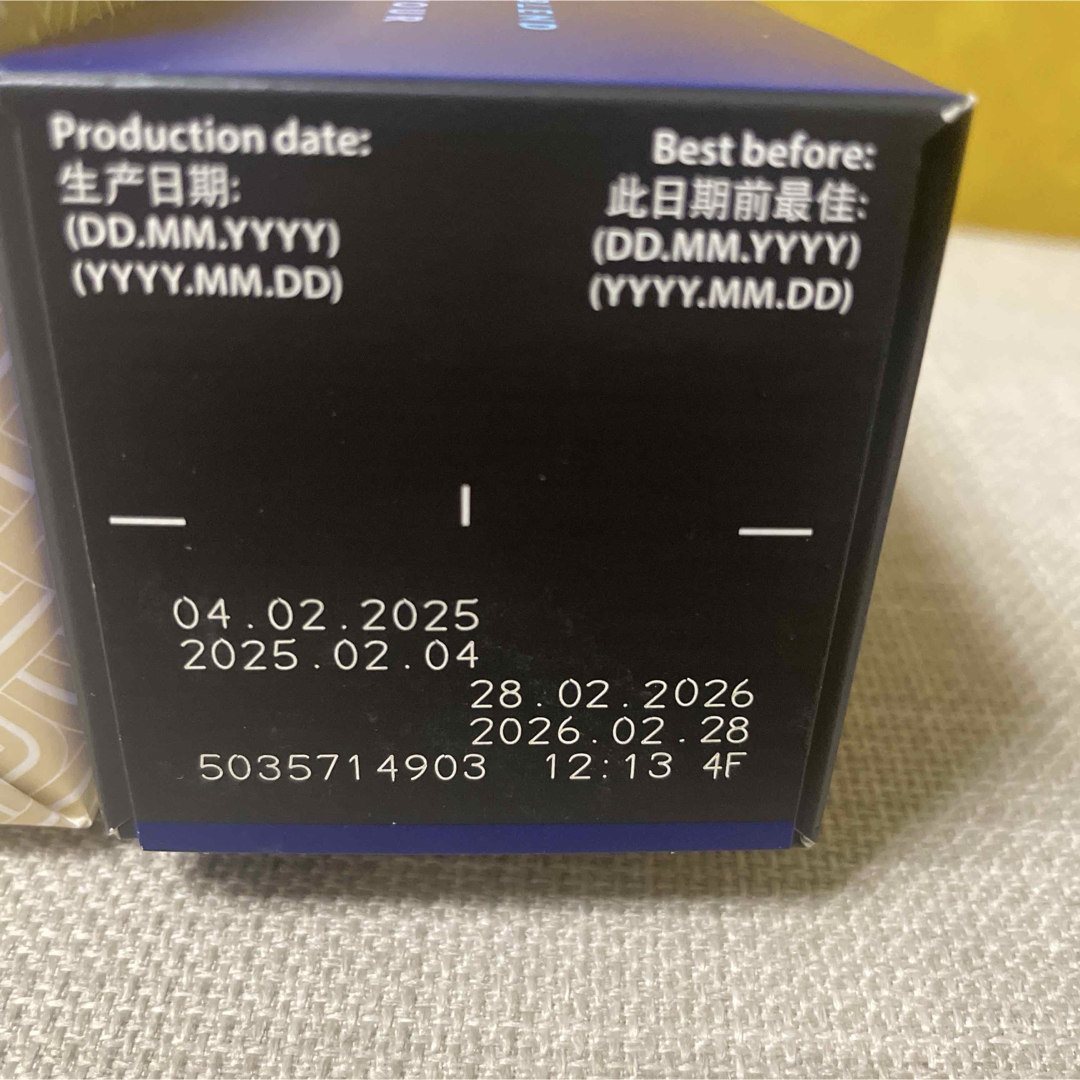 BLEND
OUR
Production date:
生产日期:
(DD.MM.YYYY)
(YYYY.MM.DD)
Best before:
此日期前最佳:
(DD.MM.YYYY)
(YYYY.MM.DD)
04.02.2025
2025.02.04
28.02.2026
2026.02.28
5035714903 12:13 4F